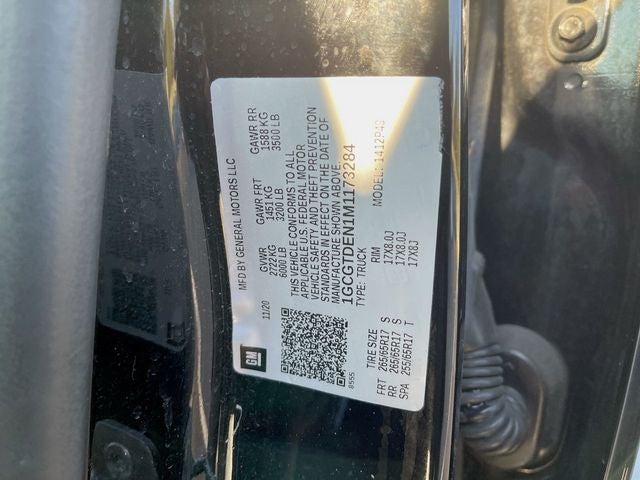 MFD BY GENERAL MOTORS LLC
11/20
GVWR GAWR FRT GAWR RR
2722 KG 1451 KG 1588 KG
6000 LB 3200 LB 3500 LB
THIS VEHICLE CONFORMS TO ALL
APPLICABLE U.S. FEDERAL MOTOR
VEHICLE SAFETY AND THEFT PREVENTION
STANDARDS IN EFFECT ON THE DATE OF
MANUFACTURE SHOWN ABOVE.
1GCGTDEN1M1173284
TYPE: TRUCK MODEL:
GM
8555
TIRE SIZE RIM
FRT 265/65R17 S 17X8.0J
RR 265/65R17 S 17X8.0J
SPA 255/65R17 T 17X8J